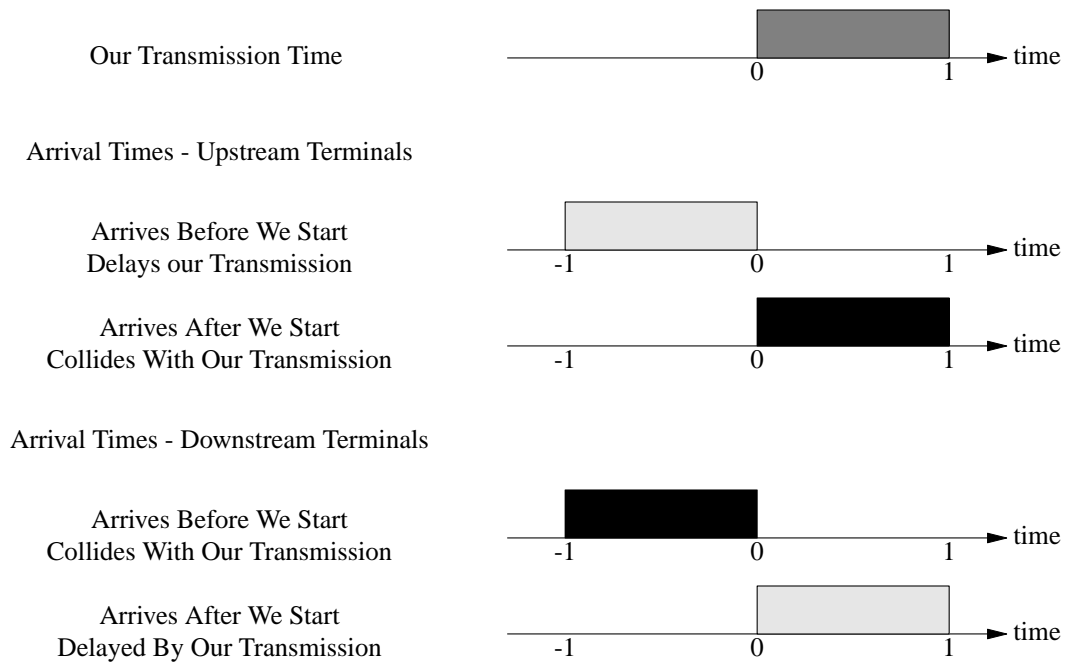 Our Transmission Time
time
0 1
Arrival Times - Upstream Terminals
Arrives Before We Start
Delays our Transmission
time
-1 0 1
Arrives After We Start
Collides With Our Transmission
time
-1 0 1
Arrival Times - Downstream Terminals
Arrives Before We Start
Collides With Our Transmission
time
-1 0 1
Arrives After We Start
Delayed By Our Transmission
time
-1 0 1